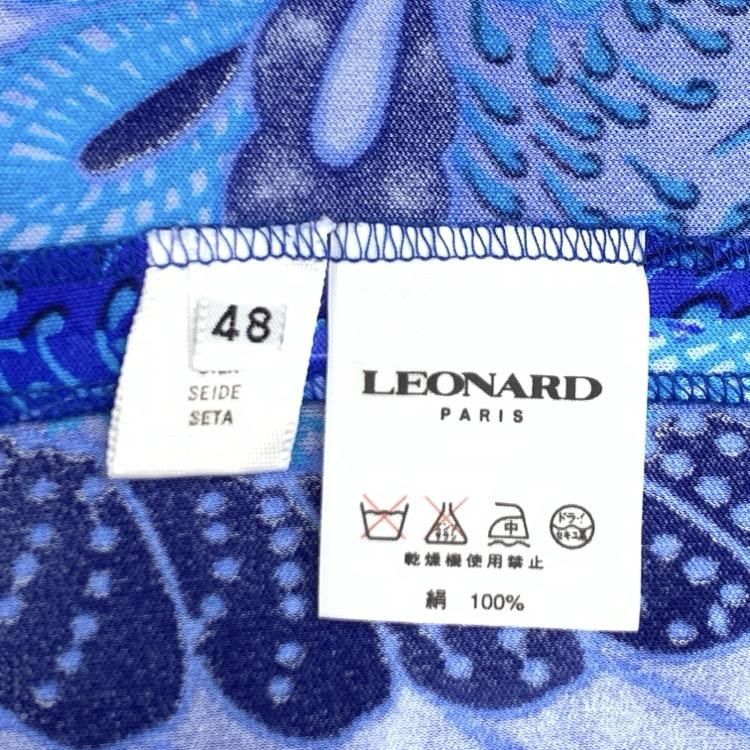 48
SEIDE
SETA
LEONARD
PARIS
中
ドライ
セキユ系
乾燥機使用禁止
絹 100%